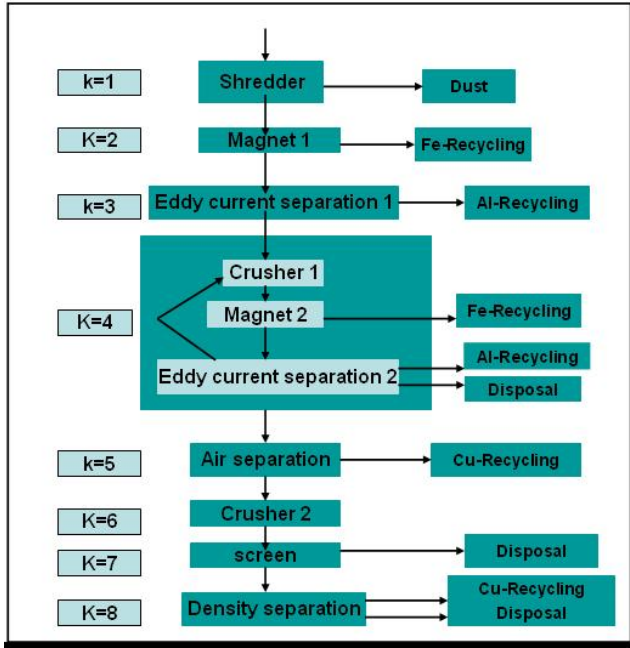 k=1
Shredder
Dust
K=2
Magnet 1
Fe-Recycling
k=3
Eddy current separation 1
Al-Recycling
Crusher 1
K=4
Magnet 2
Fe-Recycling
Eddy current separation 2
Al-Recycling
Disposal
k=5
Air separation
Cu-Recycling
K=6
Crusher 2
K=7
screen
Disposal
K=8
Density separation
Cu-Recycling
Disposal